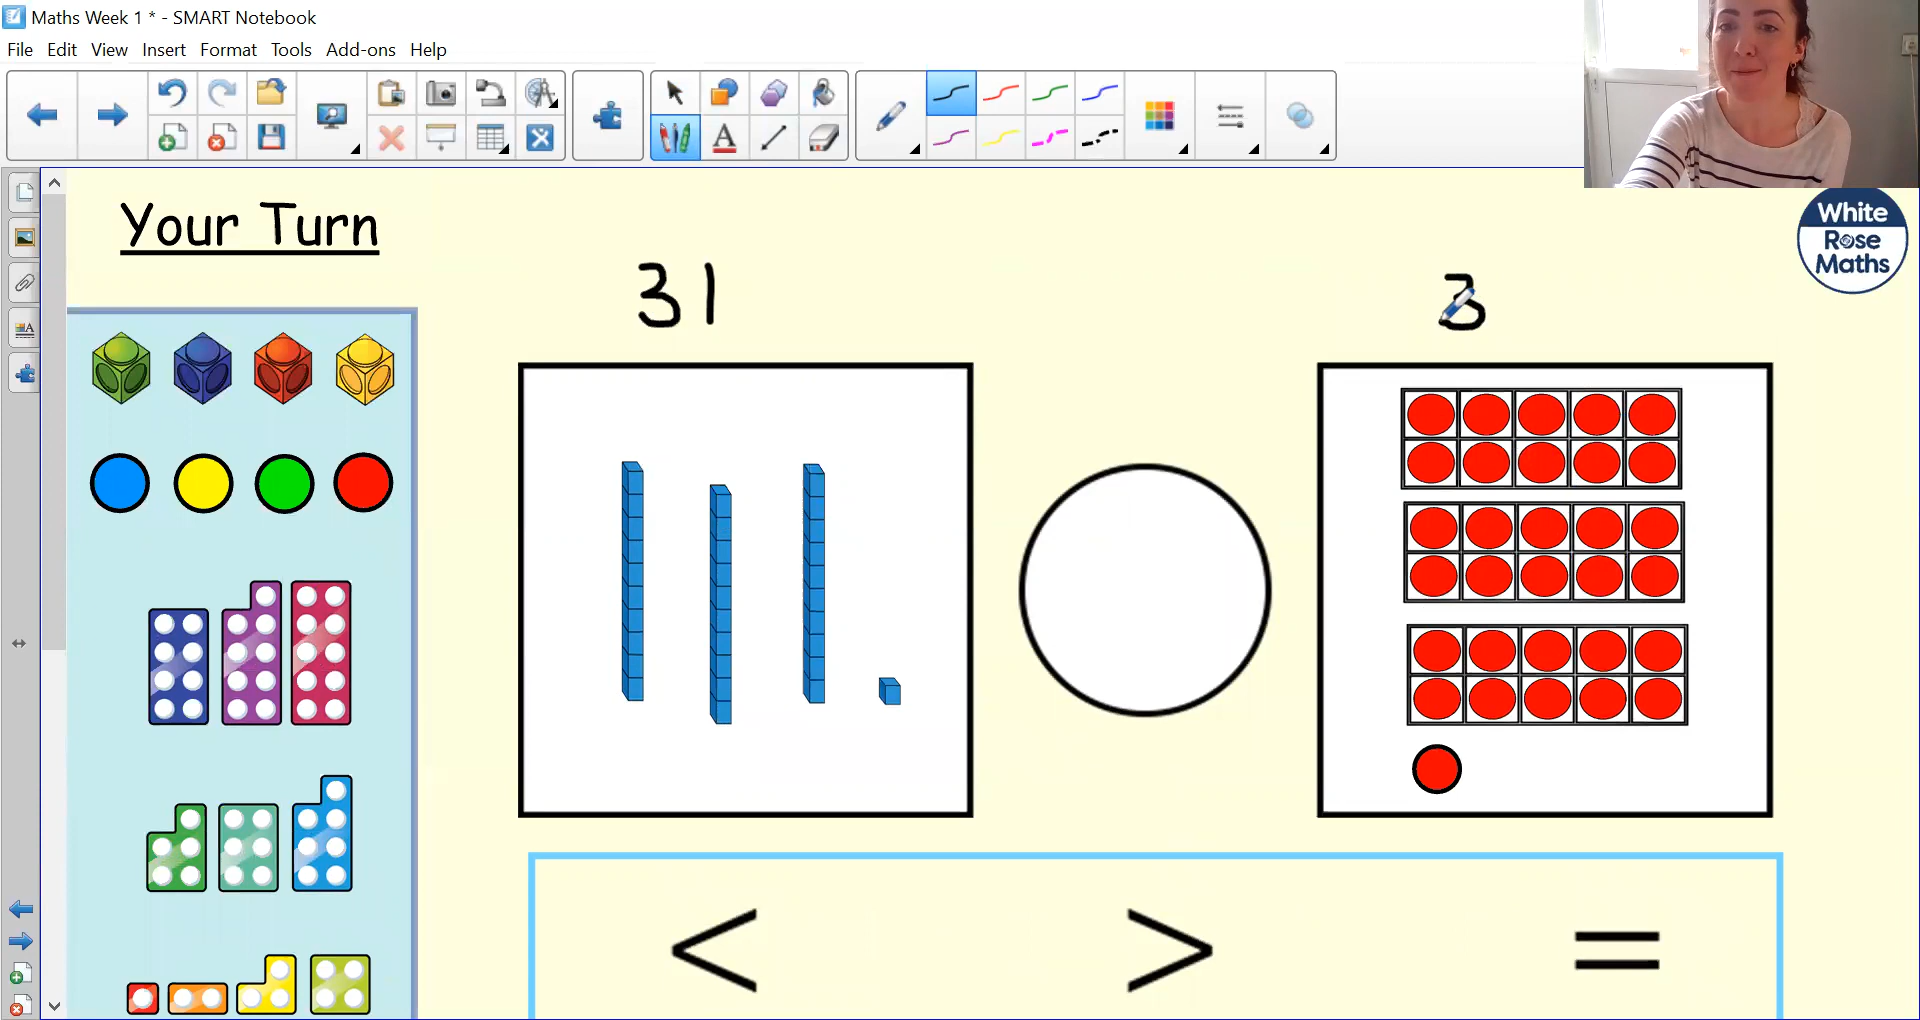 Maths Week 1 * - SMART Notebook
File Edit View Insert Format Tools Add-ons Help
Your Turn
White
Rose
Maths
31
3
< > =